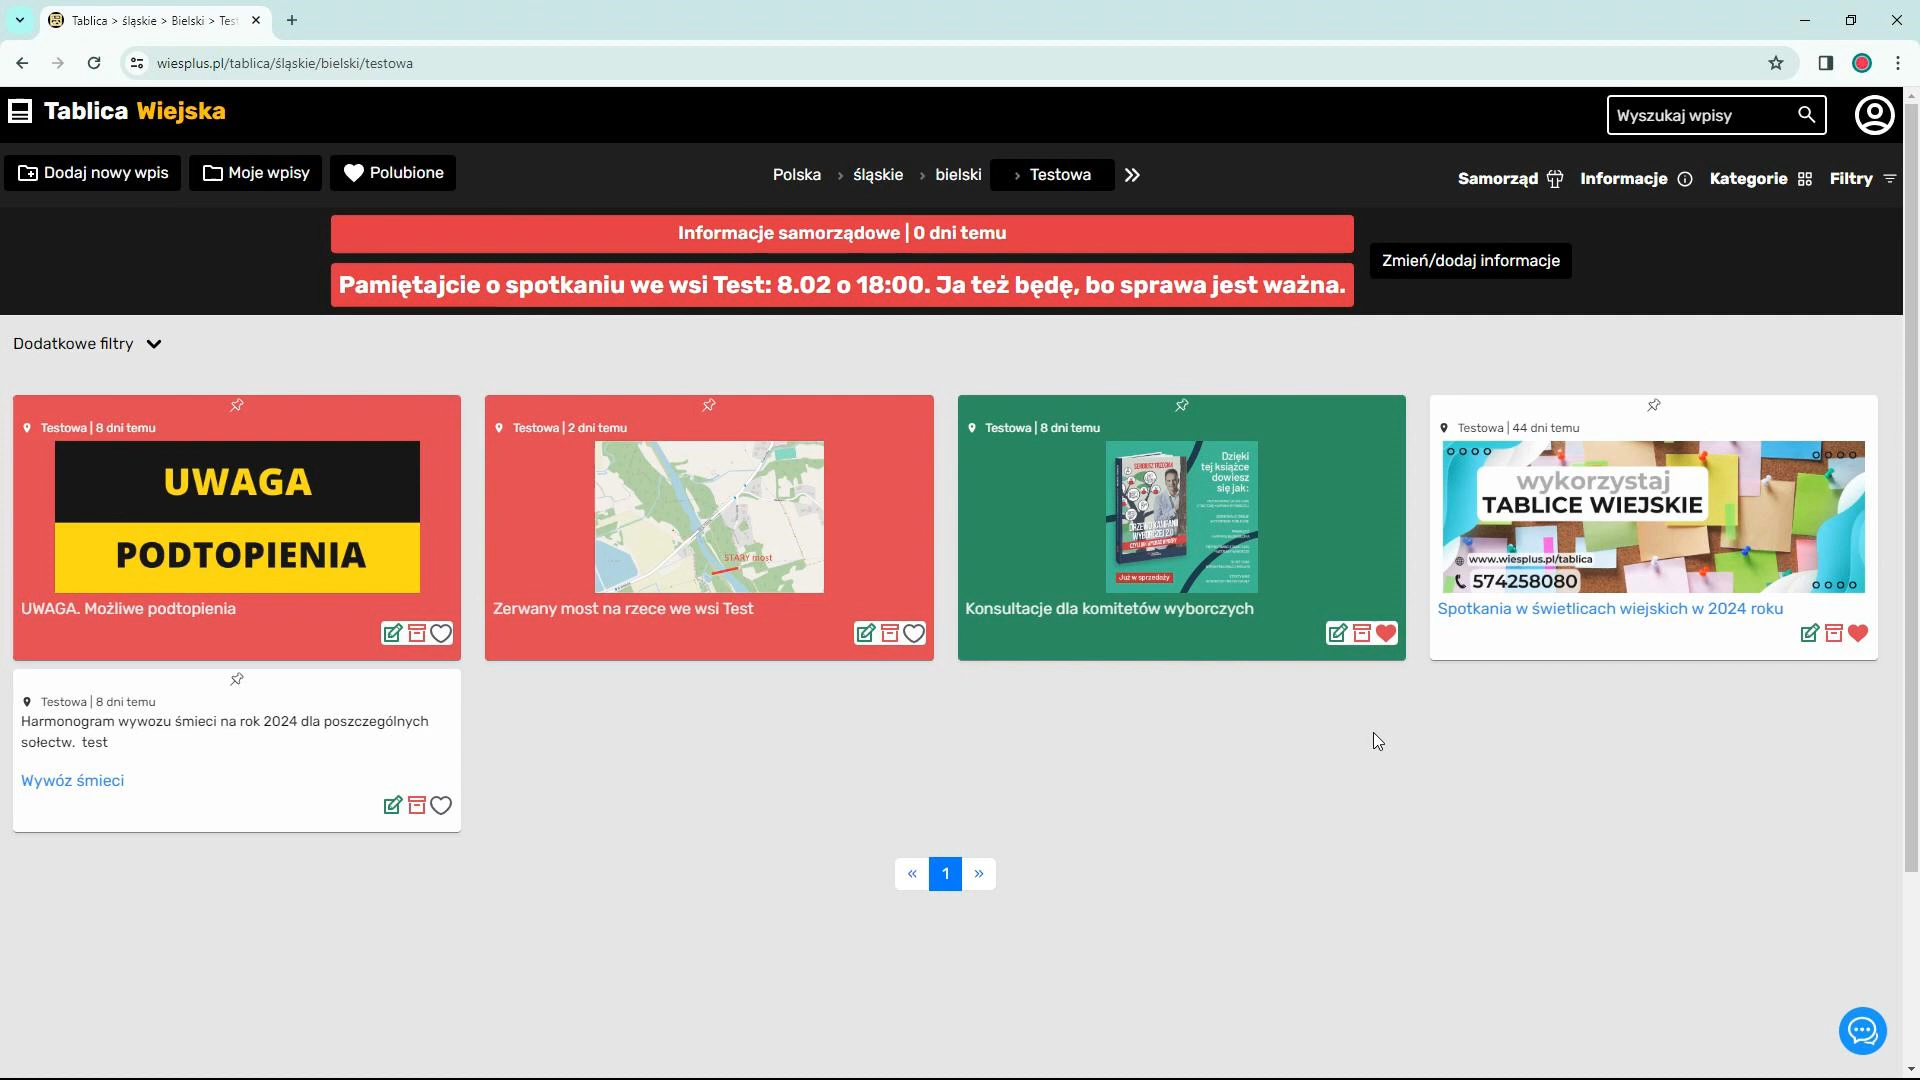 Tablica > śląskie > Bielski > Test
wiesplus.pl/tablica/śląskie/bielski/testowa
Tablica Wiejska
Wyszukaj wpisy
Dodaj nowy wpis
Moje wpisy
Polubione
Polska > śląskie > bielski > Testowa
Samorząd
Informacje
Kategorie
Filtry
Informacje samorządowe | 0 dni temu
Pamiętajcie o spotkaniu we wsi Test: 8.02 o 18:00. Ja też będę, bo sprawa jest ważna.
Zmień/dodaj informacje
Dodatkowe filtry
Testowa | 8 dni temu
UWAGA
PODTOPIENIA
UWAGA. Możliwe podtopienia
Testowa | 2 dni temu
STARY most
Zerwany most na rzece we wsi Test
Testowa | 8 dni temu
Dzięki
tej książce
dowiesz
się jak:
DRZEWO KAMPANII
WYBORCZEJ 2.0
Już w sprzedaży
Konsultacje dla komitetów wyborczych
Testowa | 44 dni temu
wykorzystaj
TABLICE WIEJSKIE
www.wiesplus.pl/tablica
574258080
Spotkania w świetlicach wiejskich w 2024 roku
Testowa | 8 dni temu
Harmonogram wywozu śmieci na rok 2024 dla poszczególnych
sołectw. test
Wywóz śmieci
« 1 »